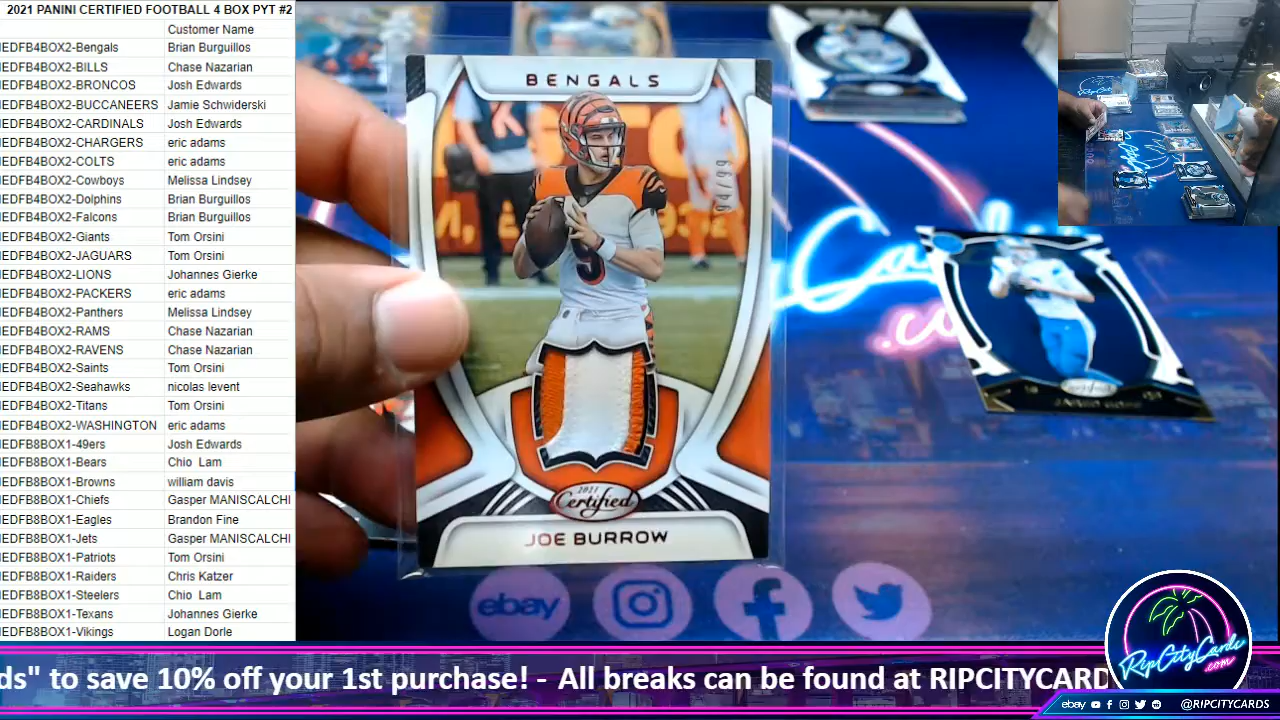 2021 PANINI CERTIFIED FOOTBALL 4 BOX PYT #2
Customer Name
IEDFB4BOX2-Bengals Brian Burguillos
IEDFB4BOX2-BILLS Chase Nazarian
IEDFB4BOX2-BRONCOS Josh Edwards
IEDFB4BOX2-BUCCANEERS Jamie Schwiderski
IEDFB4BOX2-CARDINALS Josh Edwards
IEDFB4BOX2-CHARGERS eric adams
IEDFB4BOX2-COLTS eric adams
IEDFB4BOX2-Cowboys Melissa Lindsey
IEDFB4BOX2-Dolphins Brian Burguillos
IEDFB4BOX2-Falcons Brian Burguillos
IEDFB4BOX2-Giants Tom Orsini
IEDFB4BOX2-JAGUARS Tom Orsini
IEDFB4BOX2-LIONS Johannes Gierke
IEDFB4BOX2-PACKERS eric adams
IEDFB4BOX2-Panthers Melissa Lindsey
IEDFB4BOX2-RAMS Chase Nazarian
IEDFB4BOX2-RAVENS Chase Nazarian
IEDFB4BOX2-Saints Tom Orsini
IEDFB4BOX2-Seahawks nicolas levent
IEDFB4BOX2-Titans Tom Orsini
IEDFB4BOX2-WASHINGTON eric adams
IEDFB8BOX1-49ers Josh Edwards
IEDFB8BOX1-Bears Chio Lam
IEDFB8BOX1-Browns william davis
IEDFB8BOX1-Chiefs Gasper MANISCALCHI
IEDFB8BOX1-Eagles Brandon Fine
IEDFB8BOX1-Jets Gasper MANISCALCHI
IEDFB8BOX1-Patriots Tom Orsini
IEDFB8BOX1-Raiders Chris Katzer
IEDFB8BOX1-Steelers Chio Lam
IEDFB8BOX1-Texans Johannes Gierke
IEDFB8BOX1-Vikings Logan Dorle
BENGALS
9
2021
Certified
JOE BURROW
.co
ebay
ds" to save 10% off your 1st purchase! - All breaks can be found at RIPCITYCARD
RipCityCards
.com
ebay @RIPCITYCARDS